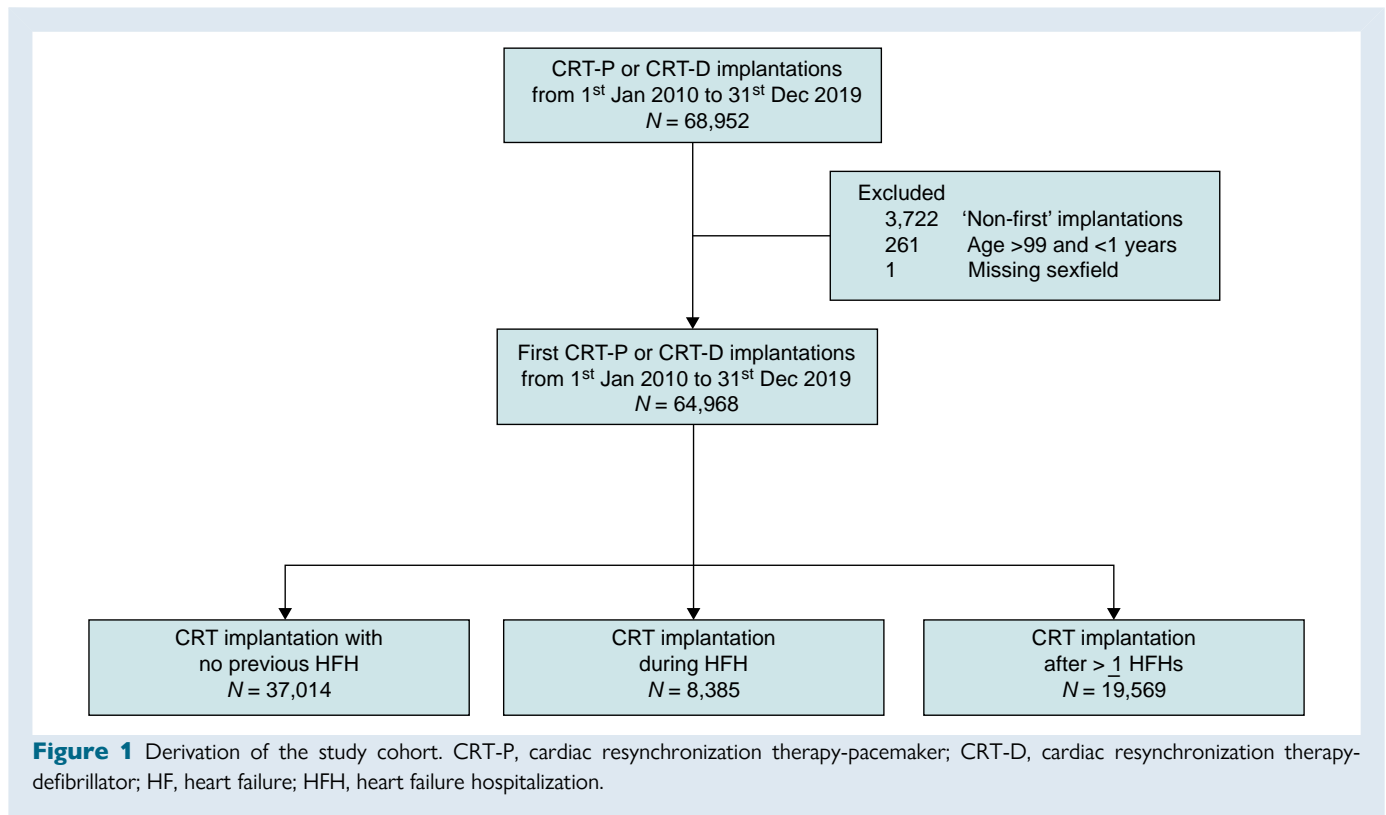 CRT-P or CRT-D implantations
from 1st Jan 2010 to 31st Dec 2019
N = 68,952
Excluded
3,722 'Non-first' implantations
261 Age >99 and <1 years
1 Missing sexfield
First CRT-P or CRT-D implantations
from 1st Jan 2010 to 31st Dec 2019
N = 64,968
CRT implantation with
no previous HFH
N = 37,014
CRT implantation
during HFH
N = 8,385
CRT implantation
after > 1 HFHs
N = 19,569
Figure 1 Derivation of the study cohort. CRT-P, cardiac resynchronization therapy-pacemaker; CRT-D, cardiac resynchronization therapy-
defibrillator; HF, heart failure; HFH, heart failure hospitalization.